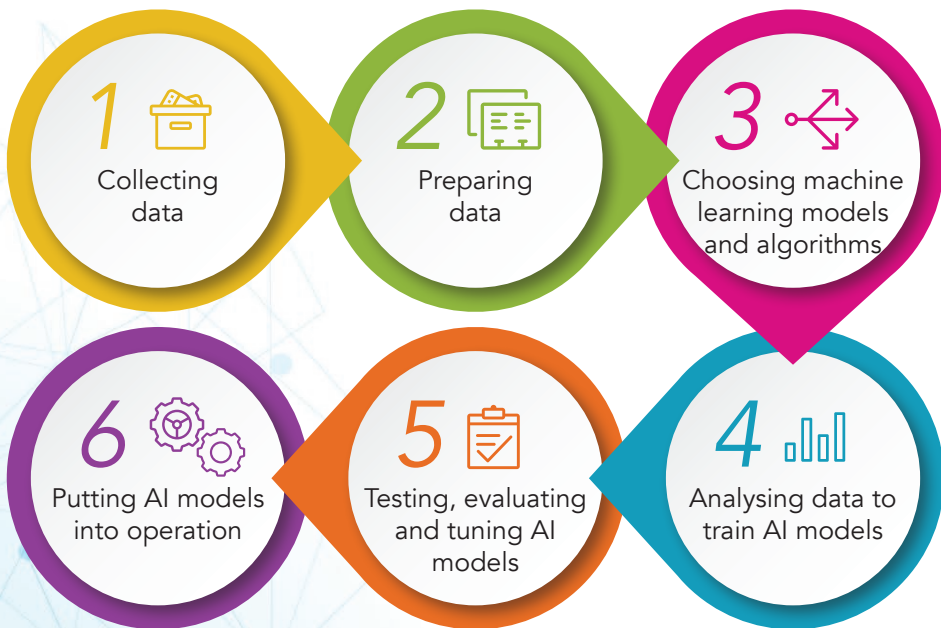 1
Collecting
data
2
Preparing
data
3
Choosing machine
learning models
and algorithms
4
Analysing data to
train AI models
5
Testing, evaluating
and tuning AI
models
6
Putting AI models
into operation